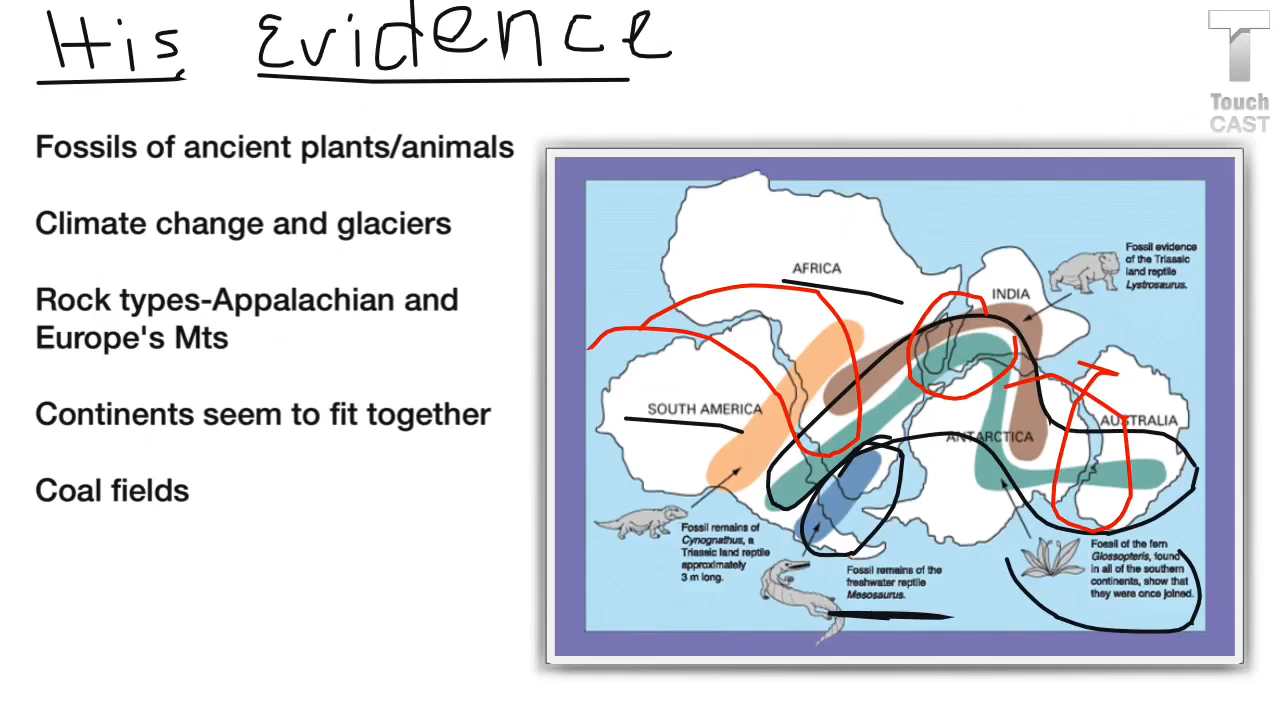 His Evidence
Touch
CAST
Fossils of ancient plants/animals
Climate change and glaciers
Rock types-Appalachian and
Europe's Mts
Continents seem to fit together
Coal fields
AFRICA
INDIA
Fossil evidence
of the Triassic
land reptile
Lystrosaurus.
SOUTH AMERICA
ANTARCTICA
AUSTRALIA
Fossil remains of
Cynognathus, a
Triassic land reptile
approximately
3 m long.
Fossil remains of the
freshwater reptile
Mesosaurus.
Fossil of the fern
Glossopteris, found
in all of the southern
continents, show that
they were once joined.